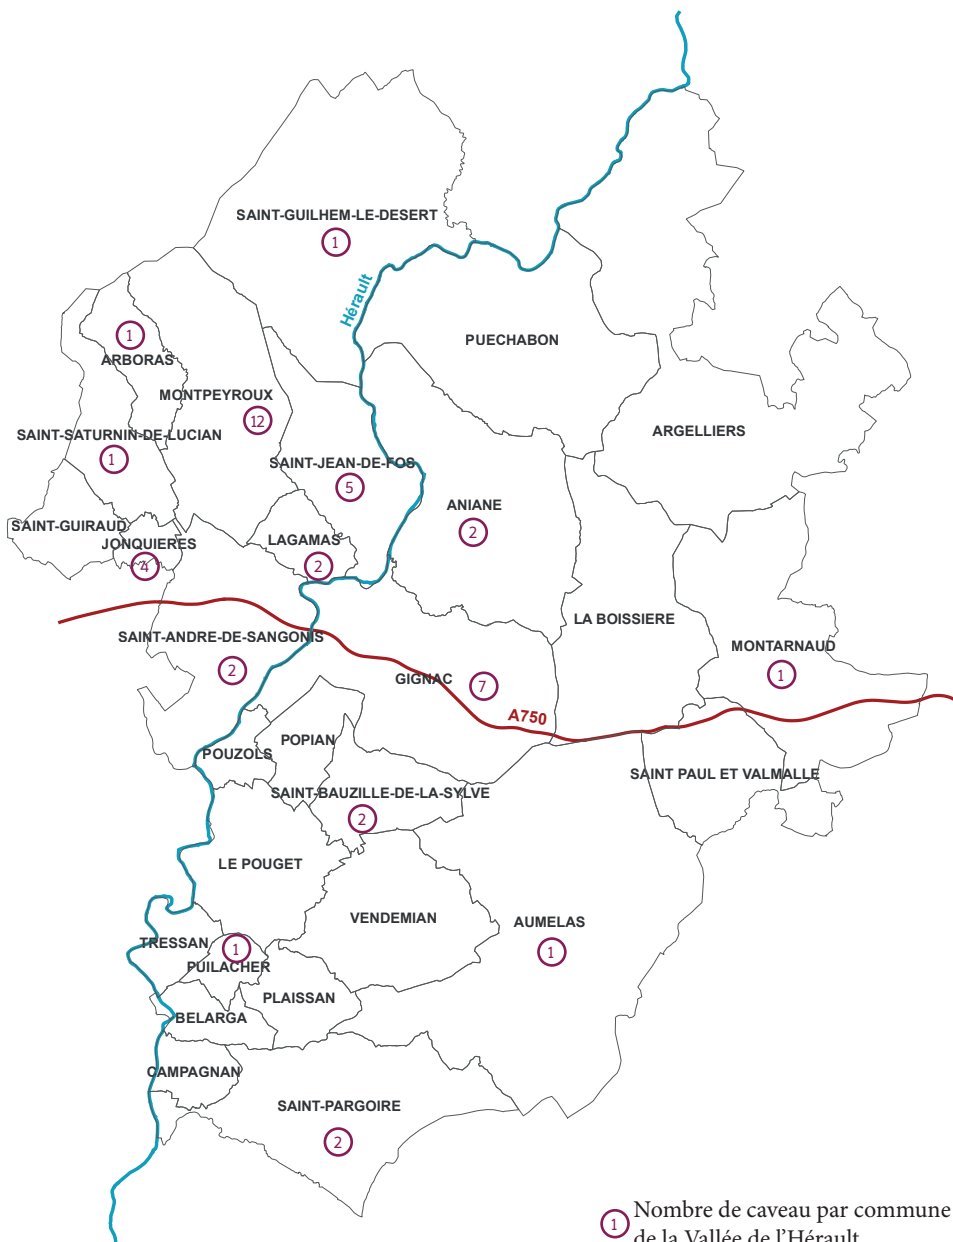 SAINT-GUILHEM-LE-DESERT
1
Hérault
PUECHABON
1
ARBORAS
MONTPEYROUX
12
ARGELLIERS
SAINT-SATURNIN-DE-LUCIAN
1
SAINT-JEAN-DE-FOS
5
ANIANE
2
SAINT-GUIRAUD
JONQUIERES
4
LAGAMAS
2
LA BOISSIERE
SAINT-ANDRE-DE-SANGONIS
2
MONTARNAUD
1
GIGNAC
7
A750
POPIAN
POUZOLS
SAINT PAUL ET VALMALLE
SAINT-BAUZILLE-DE-LA-SYLVE
2
LE POUGET
VENDEMIAN
AUMELAS
1
TRESSAN
1
PUILACHER
PLAISSAN
BELARGA
CAMPAGNAN
SAINT-PARGOIRE
2
1
Nombre de caveau par commune
de la Vallée de l'Hérault